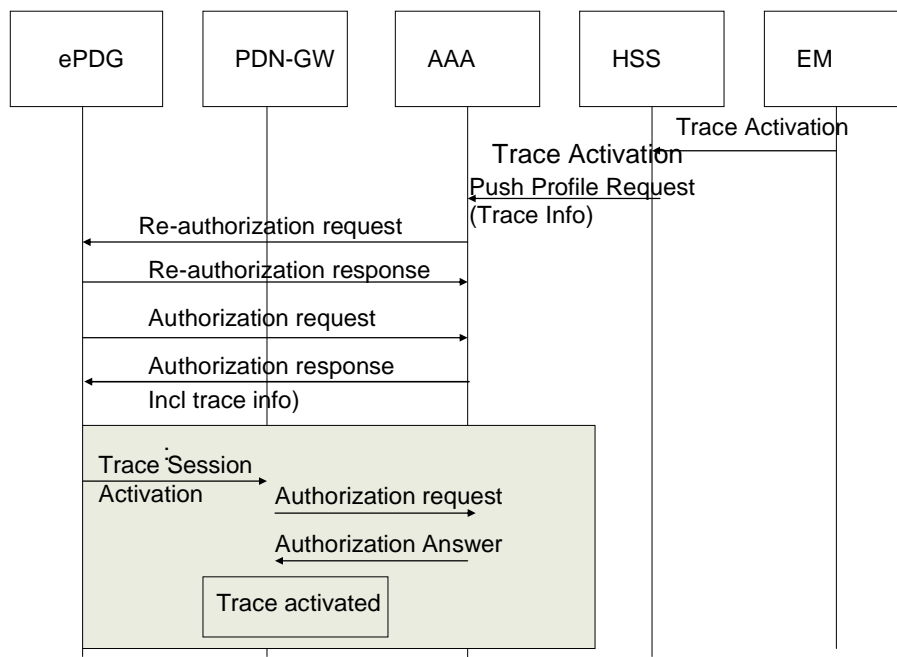 ePDG
PDN-GW
AAA
HSS
EM
Trace Activation
Trace Activation
Push Profile Request
(Trace Info)
Re-authorization request
Re-authorization response
Authorization request
Authorization response
Incl trace info)
:
Trace Session
Activation
Authorization request
Authorization Answer
Trace activated